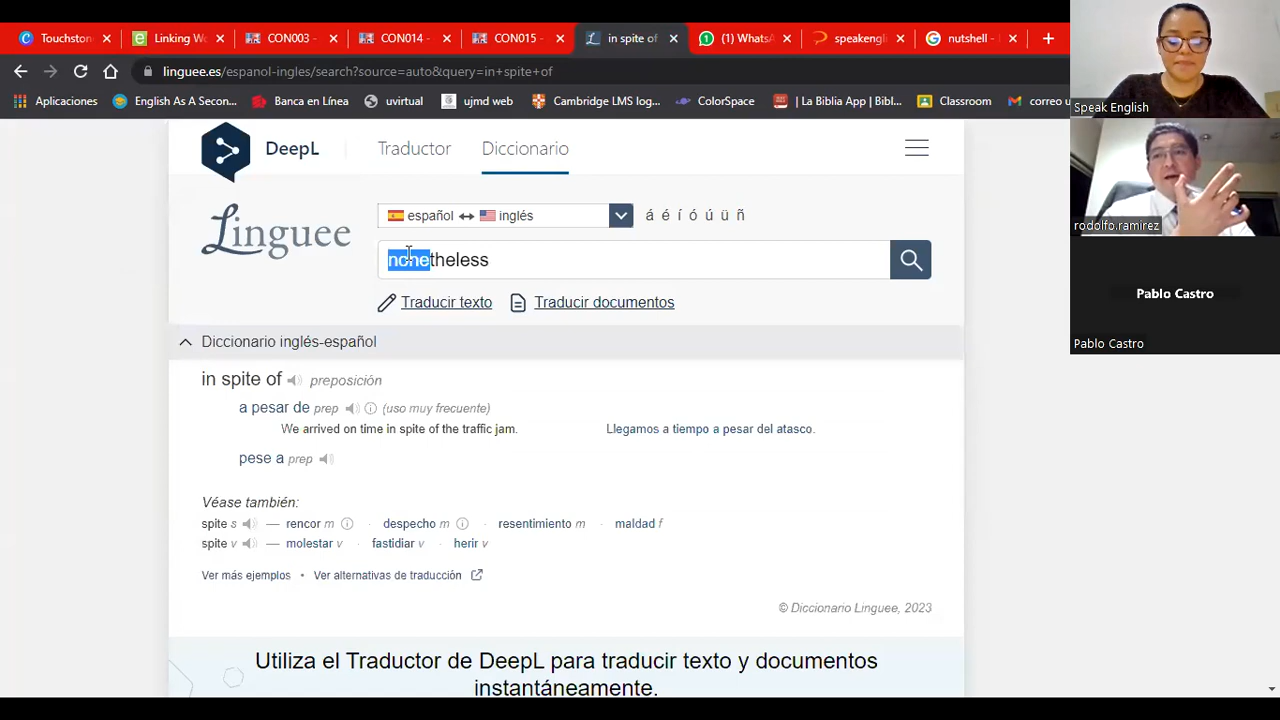 Touchston
Linking Wo
CON003 -
CON014 -
CON015 -
in spite of
(1) WhatsA
speakengl
nutshell -
linguee.es/espanol-ingles/search?source=auto&query=in+spite+of
Aplicaciones
English As A Secon...
Banca en Línea
uvirtual
ujmd web
Cambridge LMS log...
ColorSpace
| La Biblia App | Bibl...
Classroom
correo u
Speak English
DeepL
Traductor
Diccionario
Linguee
español ↔ inglés
á é í ó ú ü ñ
rodolfo.ramirez
nonetheless
Traducir texto
Traducir documentos
Pablo Castro
Pablo Castro
Diccionario inglés-español
in spite of preposición
a pesar de prep (uso muy frecuente)
We arrived on time in spite of the traffic jam. Llegamos a tiempo a pesar del atasco.
pese a prep
Véase también:
spite s — rencor m · despecho m · resentimiento m · maldad f
spite v — molestar v · fastidiar v · herir v
Ver más ejemplos • Ver alternativas de traducción
© Diccionario Linguee, 2023
Utiliza el Traductor de DeepL para traducir texto y documentos
instantáneamente.